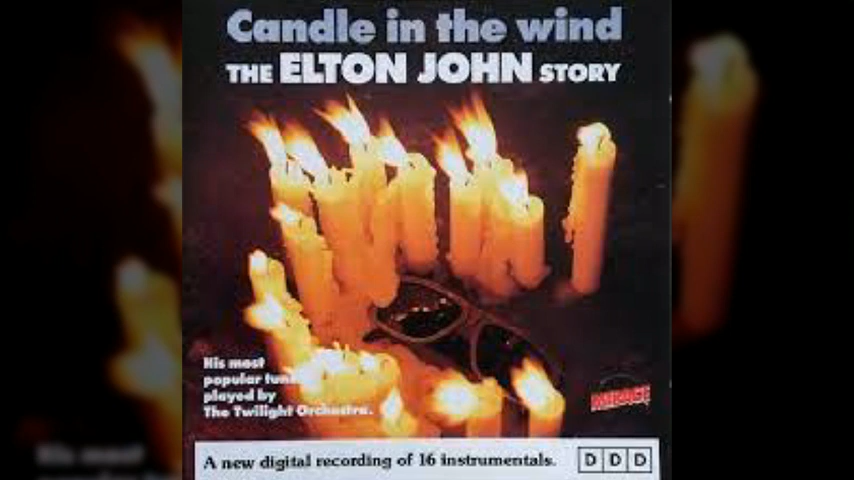 Candle in the wind
THE ELTON JOHN STORY
His most
popular tunes
played by
The Twilight Orchestra.
MIRAGE
A new digital recording of 16 instrumentals.
DDD